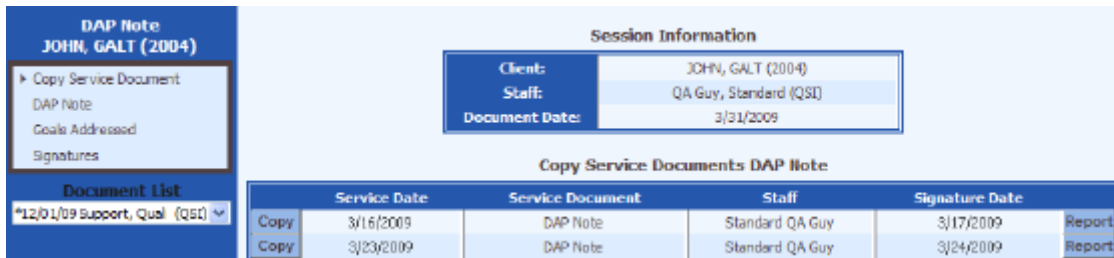 DAP Note
JOHN, GALT (2004)
Copy Service Document
DAP Note
Goals Addressed
Signatures
Document List
*12/01/09 Support, Qual (QSI)
Session Information
Client: JOHN, GALT (2004)
Staff: QA Guy, Standard (QSI)
Document Date: 3/31/2009
Copy Service Documents DAP Note
Service Date Service Document Staff Signature Date
Copy 3/16/2009 DAP Note Standard QA Guy 3/17/2009 Report
Copy 3/23/2009 DAP Note Standard QA Guy 3/24/2009 Report